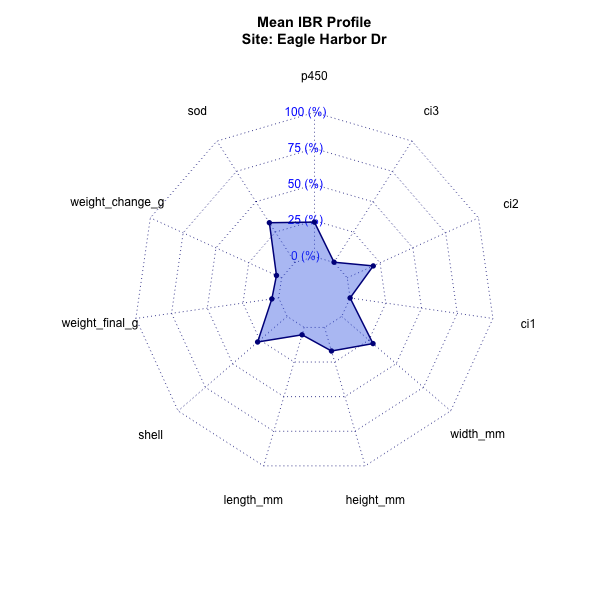 Mean IBR Profile
Site: Eagle Harbor Dr
p450
sod
100 (%)
ci3
75 (%)
50 (%)
weight_change_g
ci2
25 (%)
0 (%)
weight_final_g
ci1
shell
width_mm
length_mm
height_mm